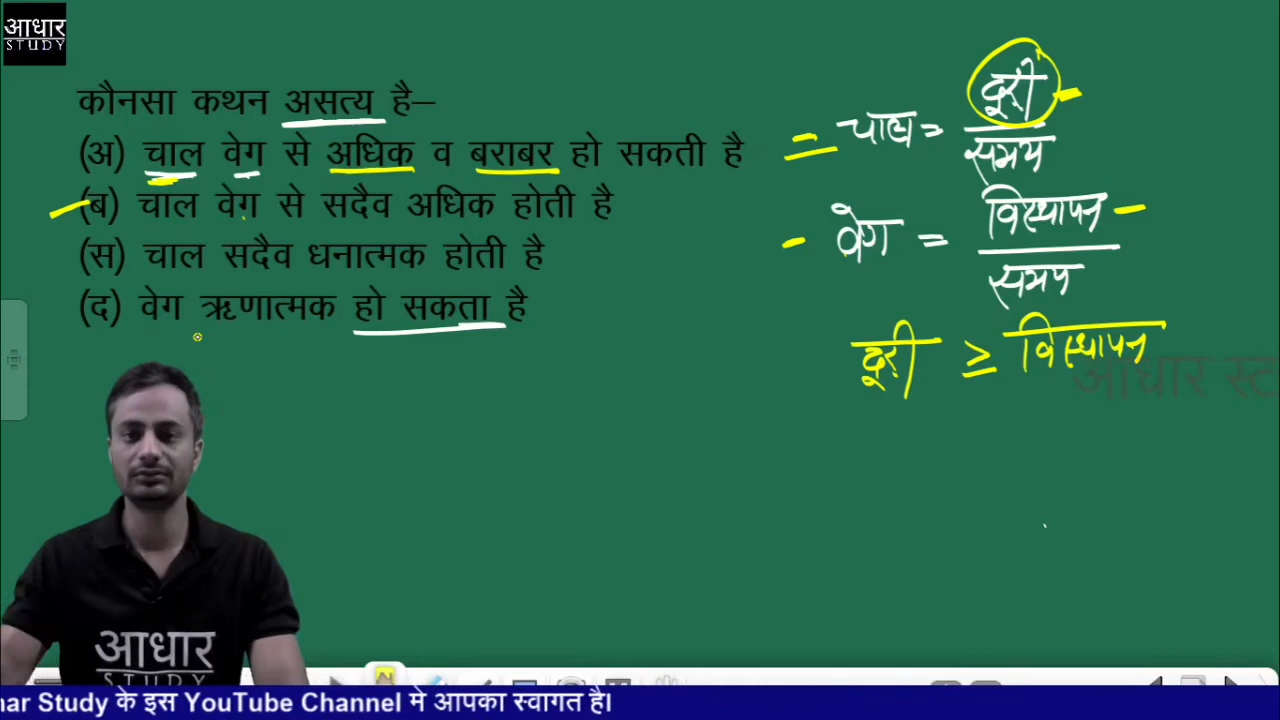 आधार
STUDY
कौनसा कथन असत्य है–
(अ) चाल वेग से अधिक व बराबर हो सकती है
(ब) चाल वेग से सदैव अधिक होती है
(स) चाल सदैव धनात्मक होती है
(द) वेग ऋणात्मक हो सकता है
चाल = दूरी
समय
वेग = विस्थापन
समय
दूरी ≥ विस्थापन
आधार स्ट
आधार
STUDY
har Study के इस YouTube Channel मे आपका स्वागत है।